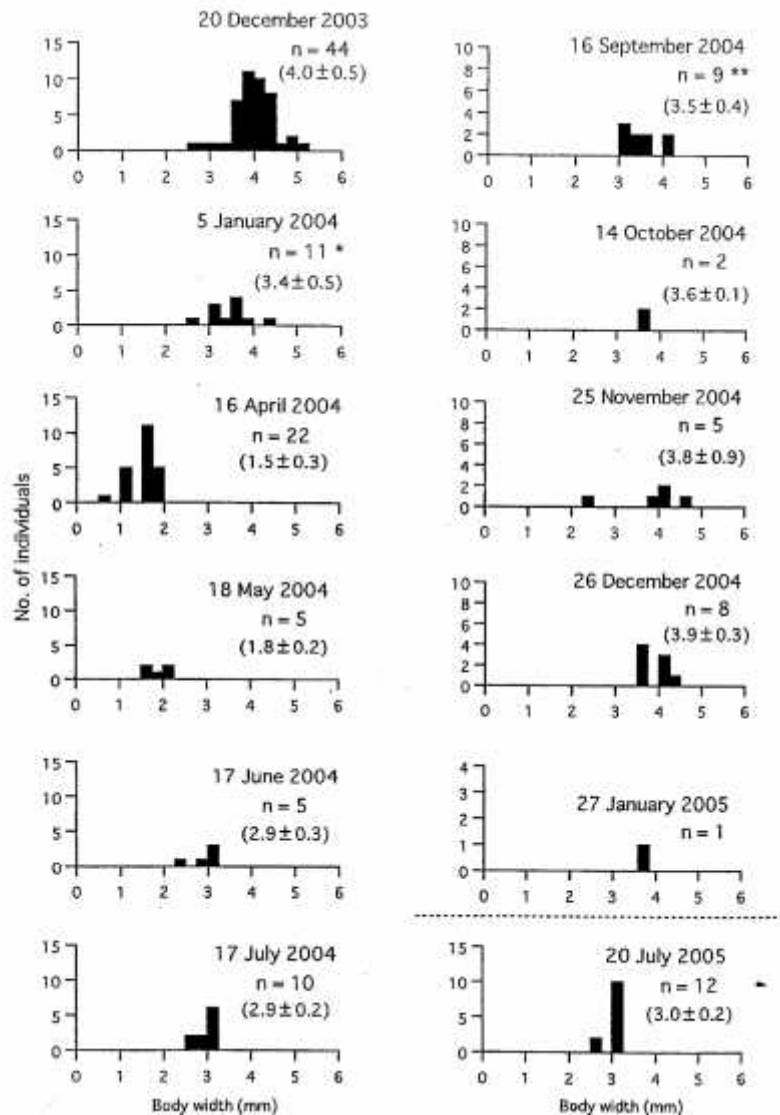 20 December 2003
n = 44
(4.0±0.5)
15
10
5
0
0 1 2 3 4 5 6
5 January 2004
n = 11 *
(3.4±0.5)
15
10
5
0
0 1 2 3 4 5 6
16 April 2004
n = 22
(1.5±0.3)
15
10
5
0
0 1 2 3 4 5 6
No. of individuals
18 May 2004
n = 5
(1.8±0.2)
15
10
5
0
0 1 2 3 4 5 6
17 June 2004
n = 5
(2.9±0.3)
15
10
5
0
0 1 2 3 4 5 6
17 July 2004
n = 10
(2.9±0.2)
15
10
5
0
0 1 2 3 4 5 6
Body width (mm)
16 September 2004
n = 9 **
(3.5±0.4)
10
8
6
4
2
0
0 1 2 3 4 5 6
14 October 2004
n = 2
(3.6±0.1)
10
8
6
4
2
0
0 1 2 3 4 5 6
25 November 2004
n = 5
(3.8±0.9)
10
8
6
4
2
0
0 1 2 3 4 5 6
26 December 2004
n = 8
(3.9±0.3)
10
8
6
4
2
0
0 1 2 3 4 5 6
27 January 2005
n = 1
4
3
2
1
0
0 1 2 3 4 5 6
20 July 2005
n = 12
(3.0±0.2)
15
10
5
0
0 1 2 3 4 5 6
Body width (mm)